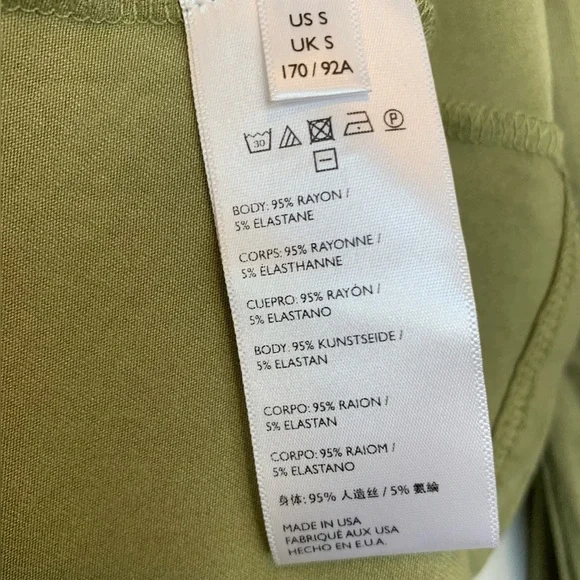 US S
UK S
170 / 92A
30
P
BODY: 95% RAYON /
5% ELASTANE
CORPS: 95% RAYONNE /
5% ÉLASTHANNE
CUEPRO: 95% RAYÓN /
5% ELASTANO
BODY: 95% KUNSTSEIDE /
5% ELASTAN
CORPO: 95% RAION /
5% ELASTAN
CORPO: 95% RAIOM /
5% ELASTANO
身体: 95% 人造丝 / 5% 氨綸
MADE IN USA
FABRIQUÉ AUX USA
HECHO EN E.U.A.